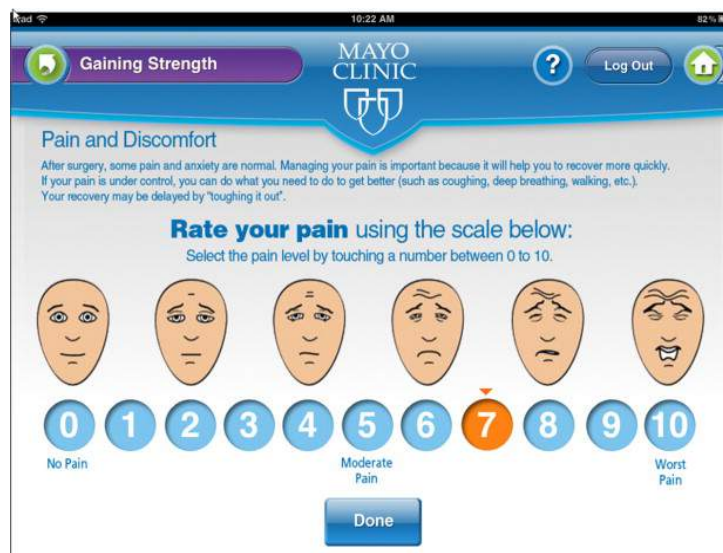 10:22 AM
82%
Gaining Strength
MAYO
CLINIC
?
Log Out
Pain and Discomfort
After surgery, some pain and anxiety are normal. Managing your pain is important because it will help you to recover more quickly.
If your pain is under control, you can do what you need to do to get better (such as coughing, deep breathing, walking, etc.).
Your recovery may be delayed by "toughing it out".
Rate your pain using the scale below:
Select the pain level by touching a number between 0 to 10.
0 1 2 3 4 5 6 7 8 9 10
No Pain
Moderate
Pain
Worst
Pain
Done